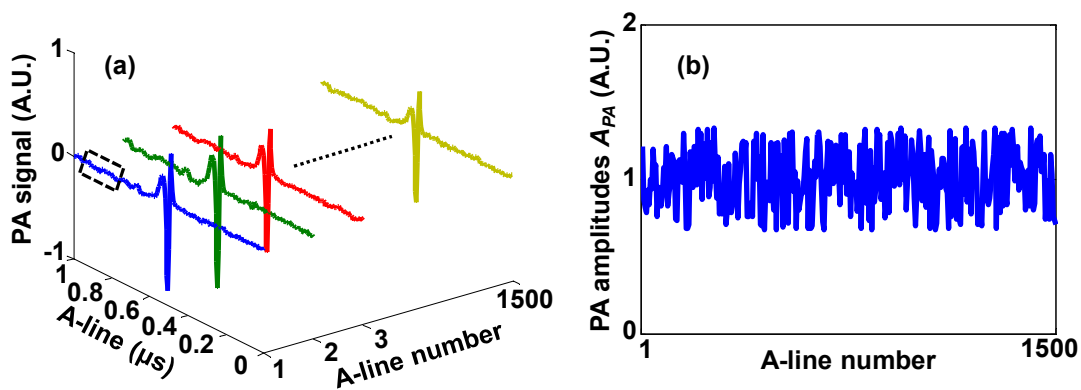 (a)
PA signal (A.U.)
1
0
-1
1
0.8
0.6
0.4
0.2
0
A-line (μs)
1
2
3
1500
A-line number
(b)
PA amplitudes A_PA (A.U.)
2
1
0
1
1500
A-line number